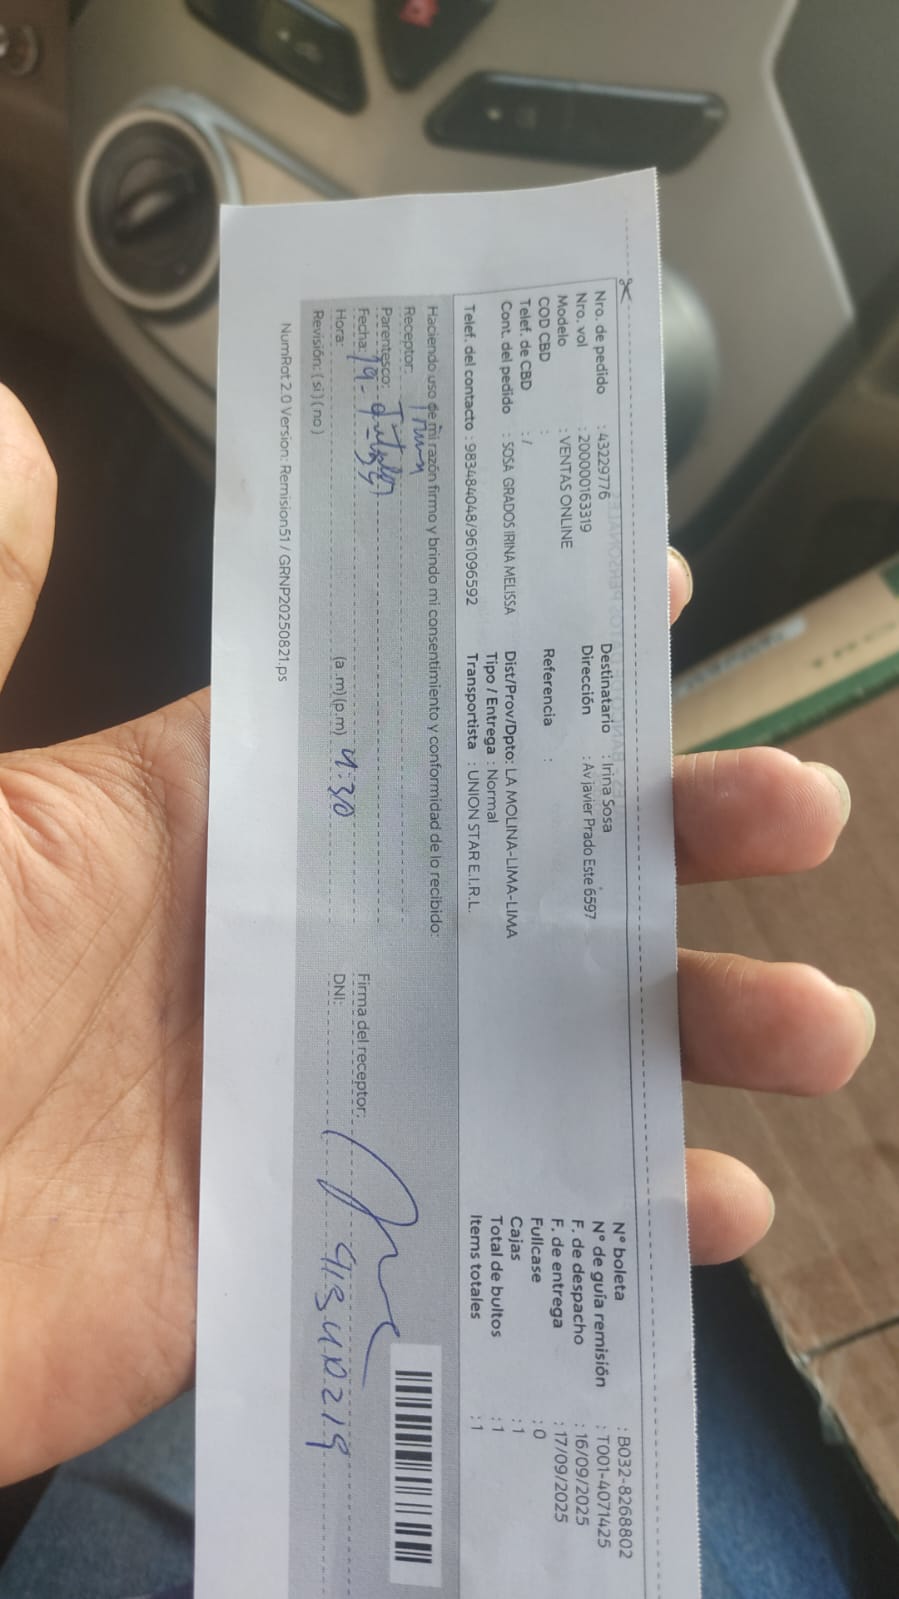 Nro. de pedido : 43229776
Nro. vol : 200000163319
Modelo : VENTAS ONLINE
COD CBD :
Telef. de CBD : /
Cont. del pedido : SOSA GRADOS IRINA MELISSA
Telef. del contacto : 983484048/961096592
Destinatario : Irina Sosa
Dirección : Av javier Prado Este 6597
Referencia :
Dist/Prov/Dpto: LA MOLINA-LIMA-LIMA
Tipo / Entrega : Normal
Transportista : UNION STAR E.I.R.L.
N° boleta : B032-8268802
N° de guía remisión : T001-4071425
F. de despacho : 16/09/2025
F. de entrega : 17/09/2025
Fullcase : 0
Cajas : 1
Total de bultos : 1
Items totales : 1
Haciendo uso de mi razón firmo y brindo mi consentimiento y conformidad de lo recibido:
Receptor:
Parentesco: titular
Fecha:
Hora: (a.m)(p.m) 4:30
Revisión: ( si ) ( no )
Firma del receptor:
DNI:
NumRot 2.0 Version: Remision51 / GRNP20250821.ps